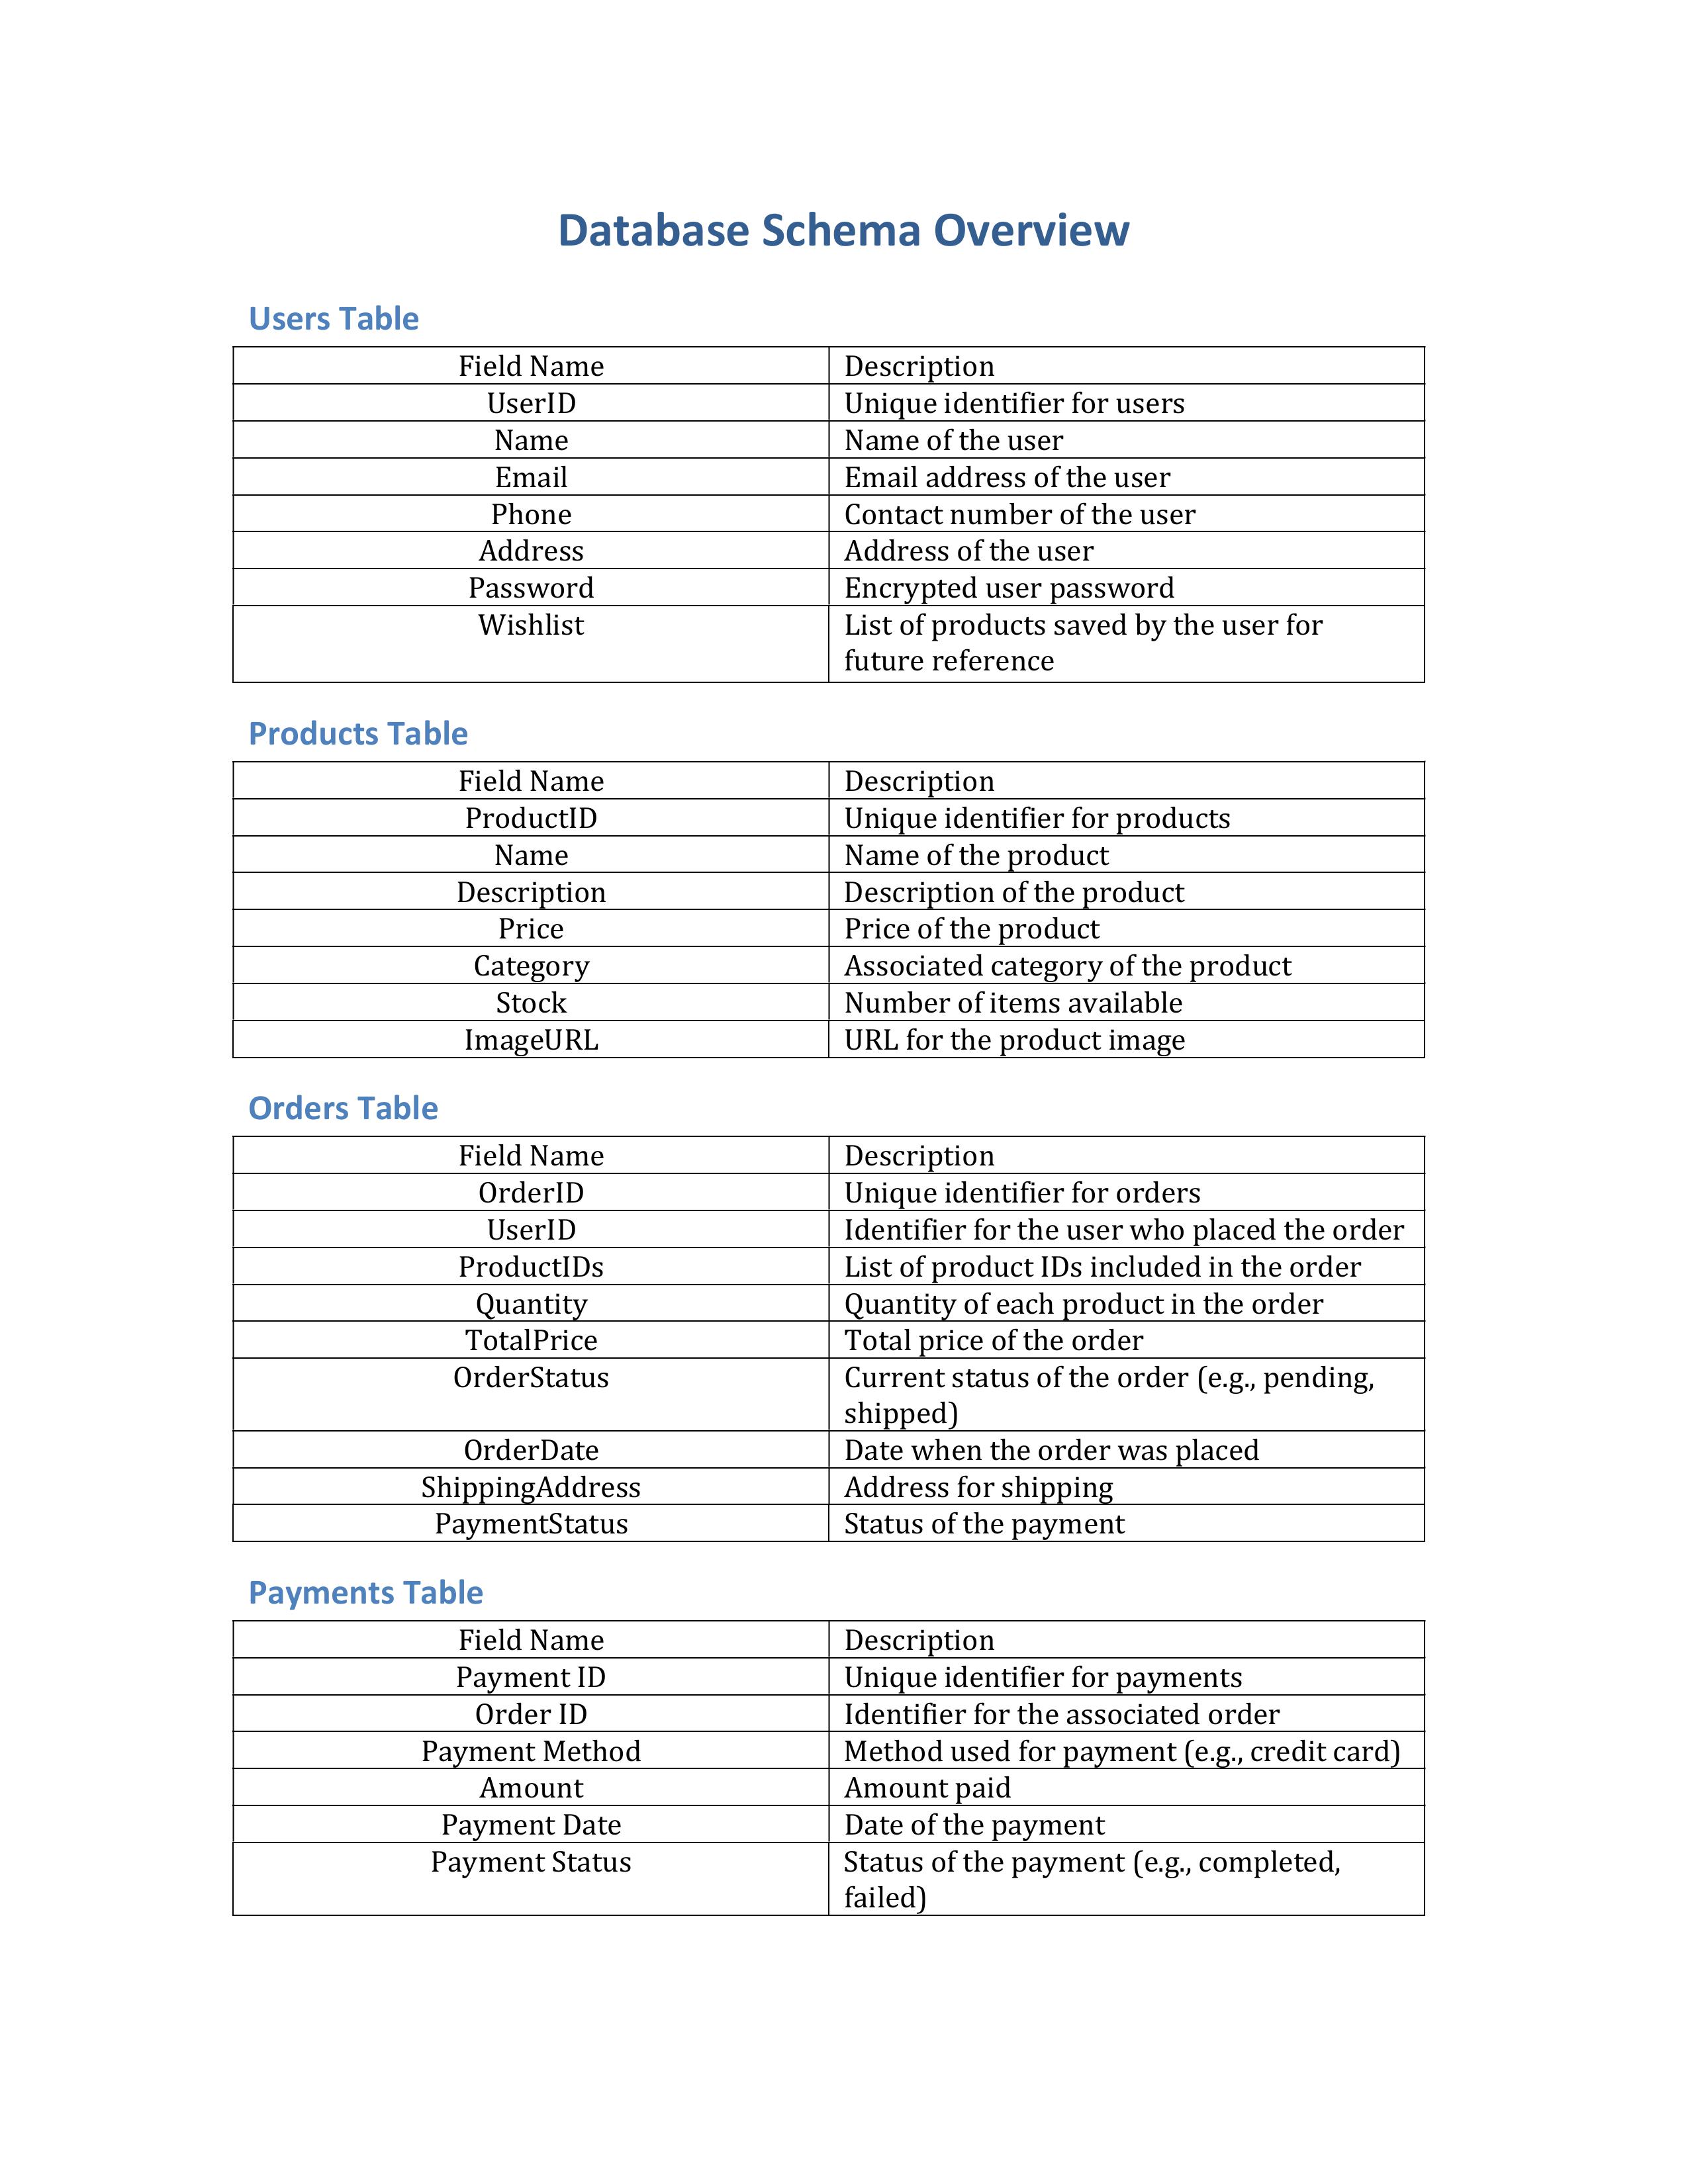 Database Schema Overview
Users Table
Field Name Description
UserID Unique identifier for users
Name Name of the user
Email Email address of the user
Phone Contact number of the user
Address Address of the user
Password Encrypted user password
Wishlist List of products saved by the user for
future reference
Products Table
Field Name Description
ProductID Unique identifier for products
Name Name of the product
Description Description of the product
Price Price of the product
Category Associated category of the product
Stock Number of items available
ImageURL URL for the product image
Orders Table
Field Name Description
OrderID Unique identifier for orders
UserID Identifier for the user who placed the order
ProductIDs List of product IDs included in the order
Quantity Quantity of each product in the order
TotalPrice Total price of the order
OrderStatus Current status of the order (e.g., pending,
shipped)
OrderDate Date when the order was placed
ShippingAddress Address for shipping
PaymentStatus Status of the payment
Payments Table
Field Name Description
Payment ID Unique identifier for payments
Order ID Identifier for the associated order
Payment Method Method used for payment (e.g., credit card)
Amount Amount paid
Payment Date Date of the payment
Payment Status Status of the payment (e.g., completed,
failed)